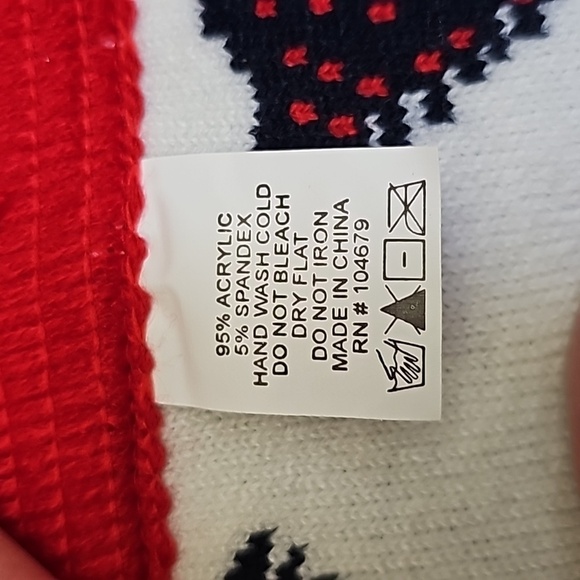 95% ACRYLIC
5% SPANDEX
HAND WASH COLD
DO NOT BLEACH
DRY FLAT
DO NOT IRON
MADE IN CHINA
RN# 104679